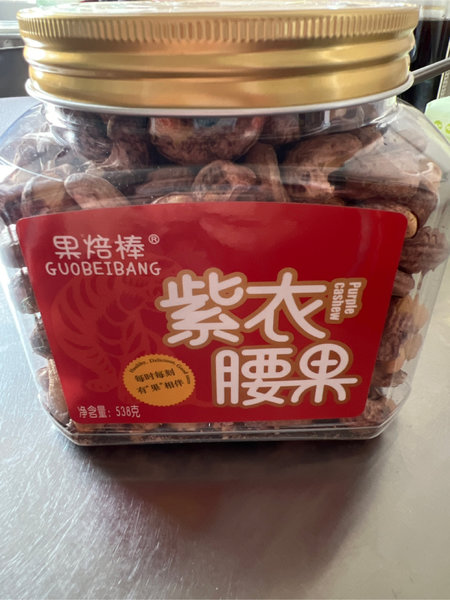 果焙棒®
GUOBEIBANG
紫衣
Purple
Cashew
腰果
每时每刻
有"果"相伴
净含量：538克